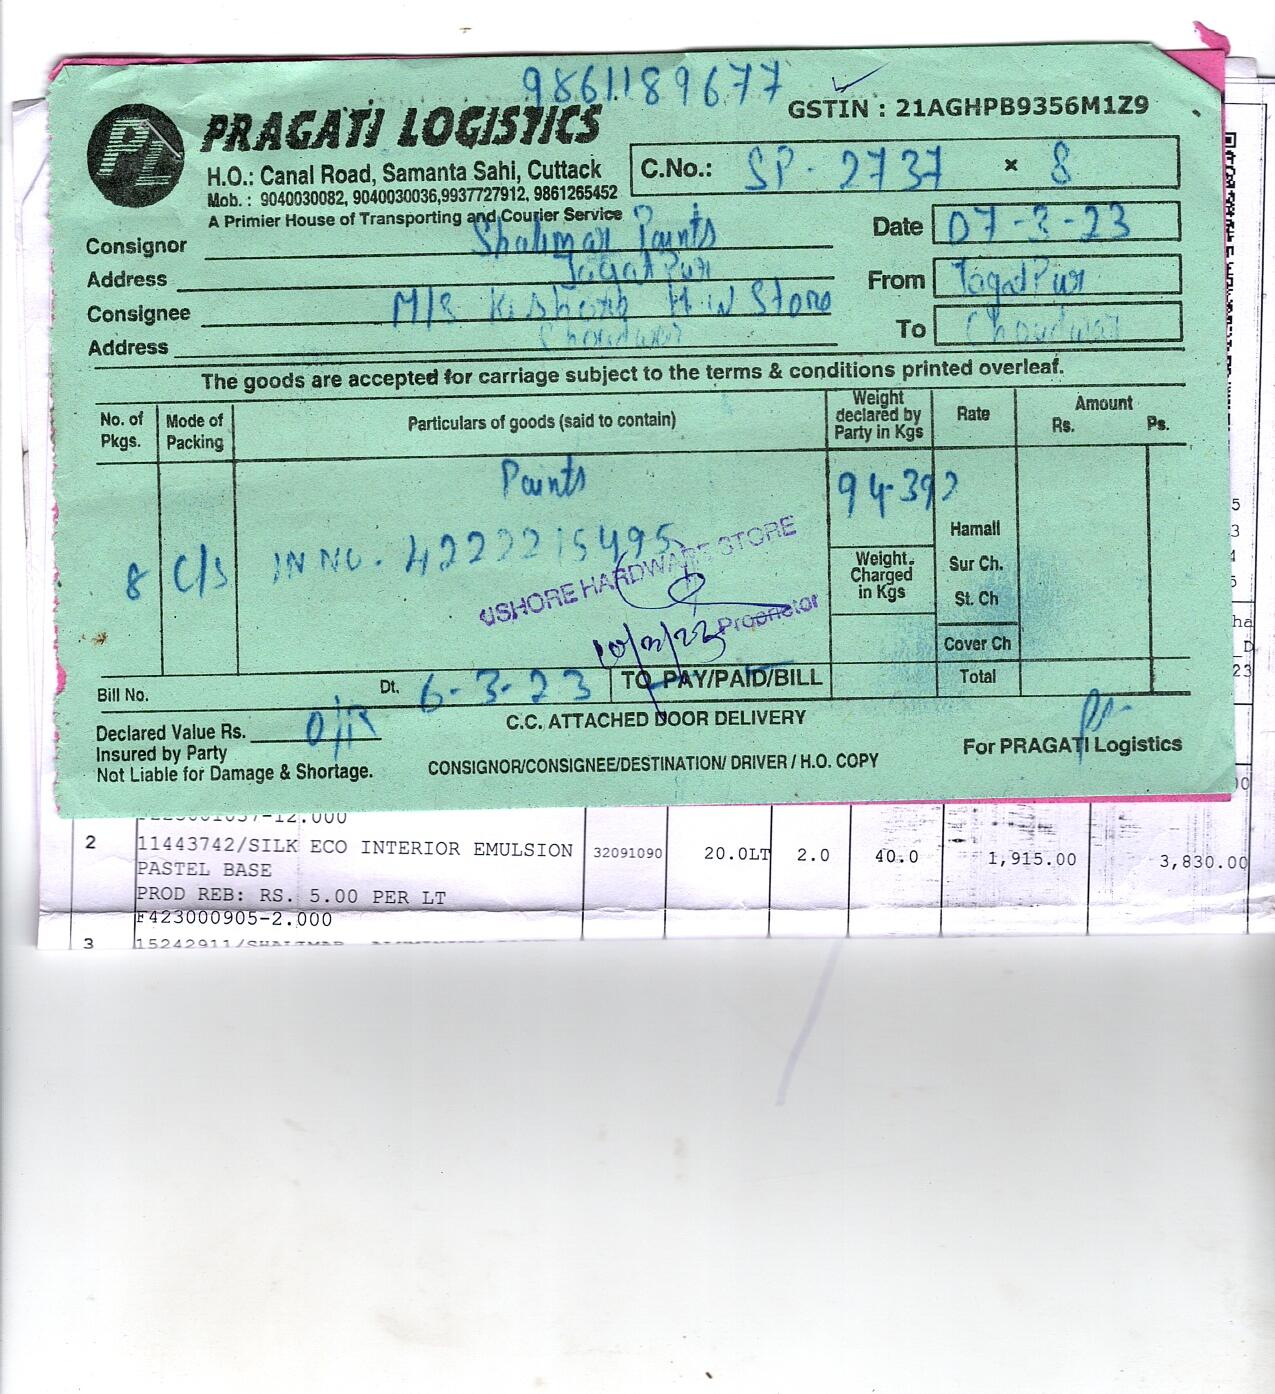 9861189677
GSTIN : 21AGHPB9356M1Z9
PL PRAGATI LOGISTICS
H.O.: Canal Road, Samanta Sahi, Cuttack
Mob. : 9040030082, 9040030036,9937727912, 9861265452
A Primier House of Transporting and Courier Service
C.No.: SP-2737 × 8
Date 07-3-23
Consignor Shalimar Paints
Address Jagatpur
From Jagatpur
Consignee M/S Kishore H/W Store
Address Choudwar
To Choudwar
The goods are accepted for carriage subject to the terms & conditions printed overleaf.
No. of Pkgs. Mode of Packing Particulars of goods (said to contain) Weight declared by Party in Kgs Rate Amount Rs. Ps.
Paints 94-392
8 C/S IN NO. 4222215495
Hamall
Weight. Charged in Kgs
Sur Ch.
St. Ch
Cover Ch
Total
HARDWARE STORE
Proprietor
Bill No. Dt. 6-3-23 TO PAY/PAID/BILL
Declared Value Rs. O/R
C.C. ATTACHED DOOR DELIVERY
Insured by Party
Not Liable for Damage & Shortage.
CONSIGNOR/CONSIGNEE/DESTINATION/ DRIVER / H.O. COPY
For PRAGATI Logistics
2 11443742/SILK ECO INTERIOR EMULSION 32091090 20.0LT 2.0 40.0 1,915.00 3,830.00
PASTEL BASE
PROD REB: RS. 5.00 PER LT
F423000905-2.000
3